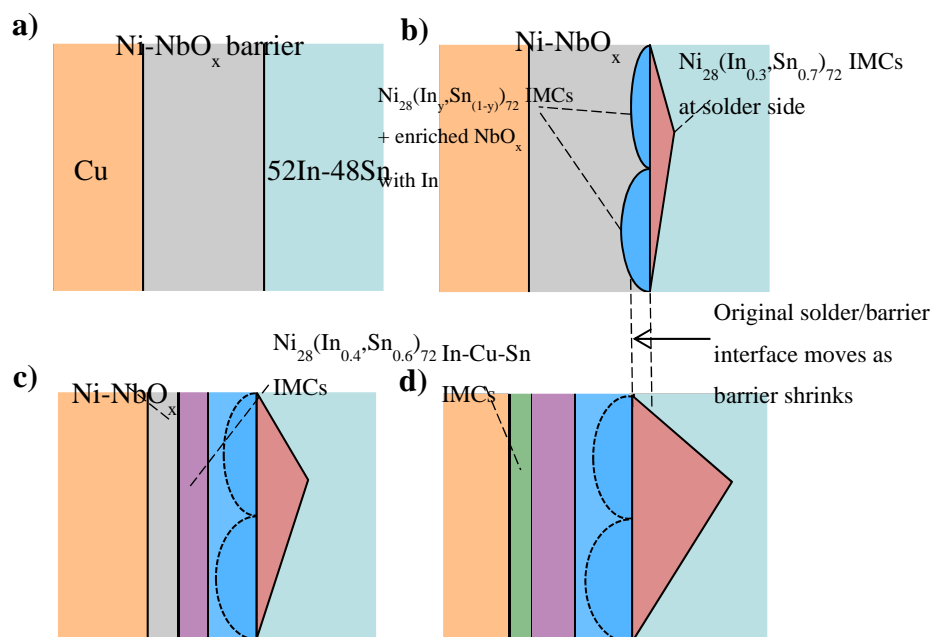 a)
Ni-NbOx barrier
Cu
52In-48Sn
b)
Ni-NbOx
Ni28(Iny,Sn(1-y))72 IMCs
+ enriched NbOx
with In
Ni28(In0.3,Sn0.7)72 IMCs
at solder side
Original solder/barrier
interface moves as
barrier shrinks
c)
Ni-NbOx
Ni28(In0.4,Sn0.6)72
IMCs
d)
In-Cu-Sn
IMCs